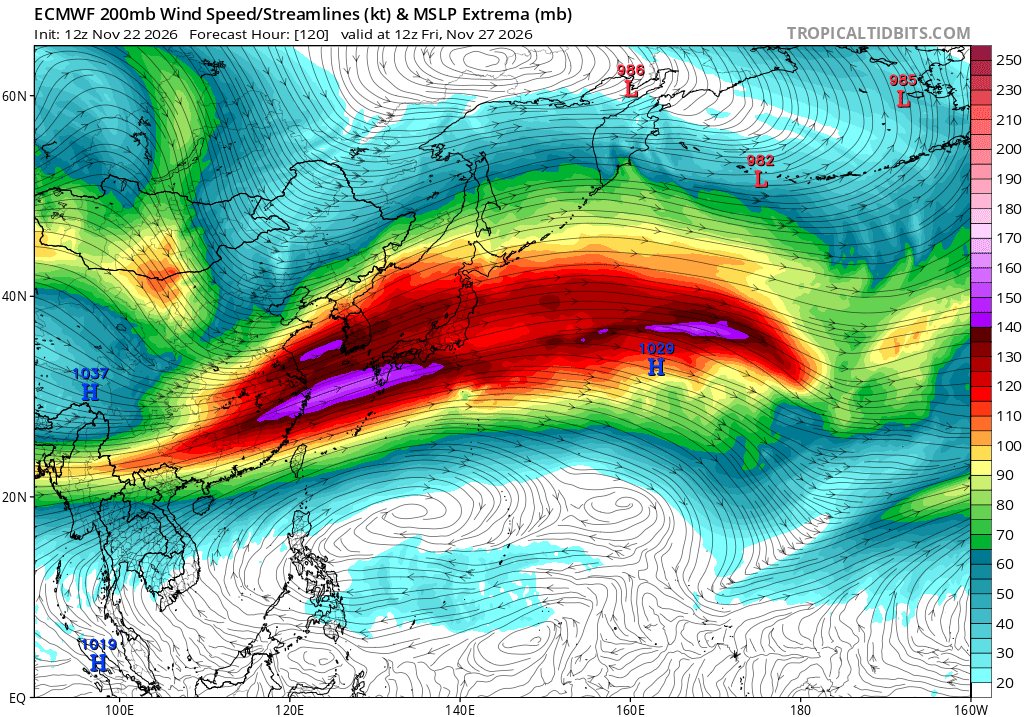 ECMWF 200mb Wind Speed/Streamlines (kt) & MSLP Extrema (mb)
Init: 12z Nov 22 2026 Forecast Hour: [120] valid at 12z Fri, Nov 27 2026
TROPICALTIDBITS.COM
986
L
985
L
982
L
1029
H
1037
H
1019
H
60N
40N
20N
EQ
100E
120E
140E
160E
180
160W
250
230
210
200
190
180
170
160
150
140
130
120
110
100
90
80
70
60
50
40
30
20